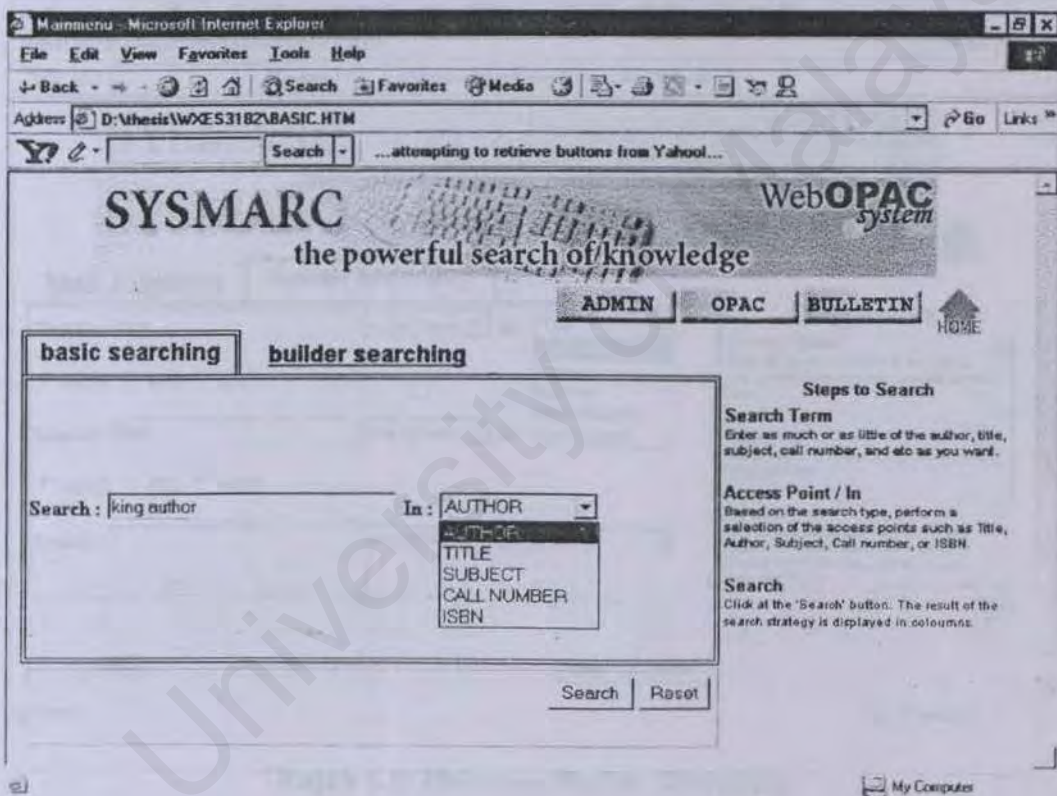 Mainmenu - Microsoft Internet Explorer
File Edit View Favorites Tools Help
Back Search Favorites Media
Address D:\thesis\WXES3182\BASIC.HTM Go Links »
Y! Search ...attempting to retrieve buttons from Yahoo!...
SYSMARC
WebOPAC
system
the powerful search of knowledge
ADMIN OPAC BULLETIN
HOME
basic searching builder searching
Search : king author In : AUTHOR
AUTHOR
TITLE
SUBJECT
CALL NUMBER
ISBN
Search Reset
Steps to Search
Search Term
Enter as much or as little of the author, title,
subject, call number, and etc as you want.
Access Point / In
Based on the search type, perform a
selection of the access points such as Title,
Author, Subject, Call number, or ISBN.
Search
Click at the 'Search' button. The result of the
search strategy is displayed in coloumns.
My Computer
University of Malaya